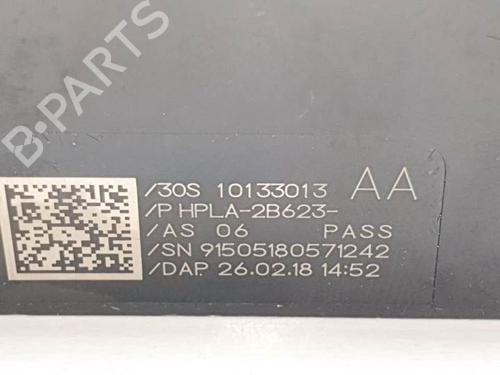 B-PARTS
/30S 10133013 AA
/P HPLA-2B623-
/AS 06 PASS
/SN 91505180571242
/DAP 26.02.18 14:52